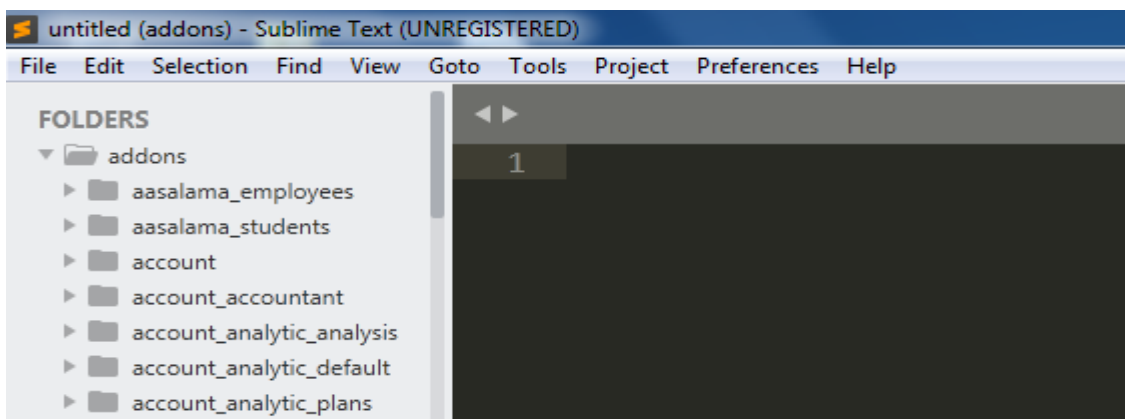 untitled (addons) - Sublime Text (UNREGISTERED)
File Edit Selection Find View Goto Tools Project Preferences Help
FOLDERS
addons
aasalama_employees
aasalama_students
account
account_accountant
account_analytic_analysis
account_analytic_default
account_analytic_plans
1